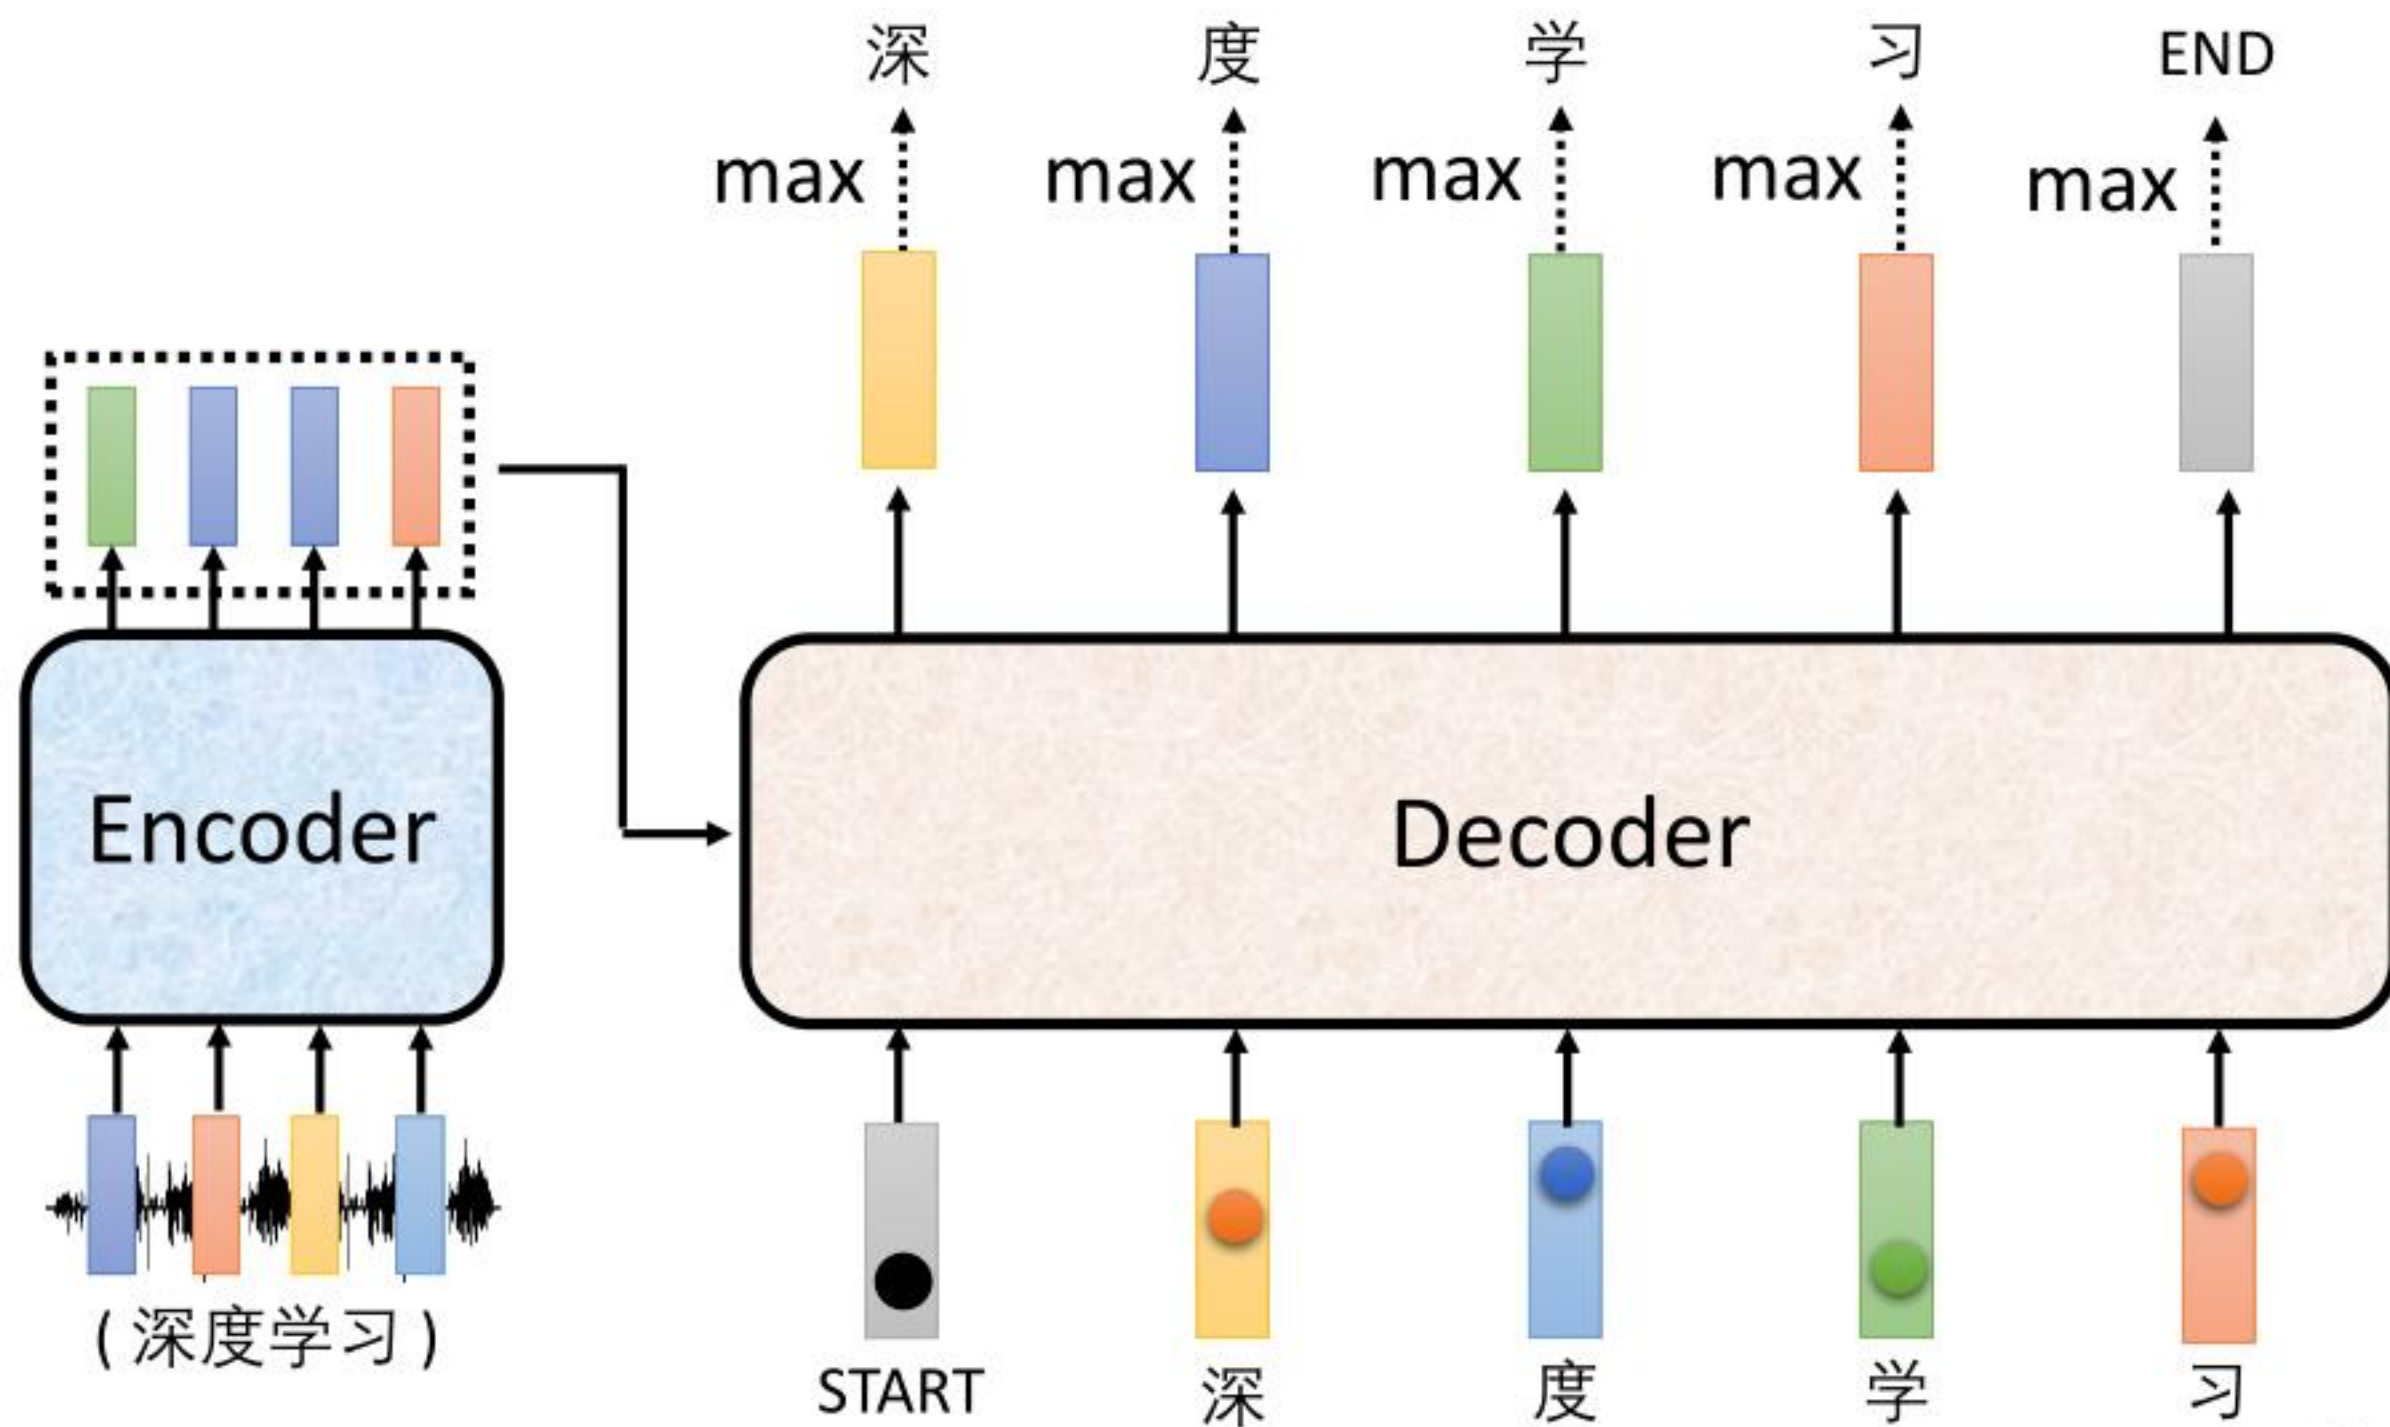 深 度 学 习 END
max max max max max
Encoder
Decoder
(深度学习)
START 深 度 学 习